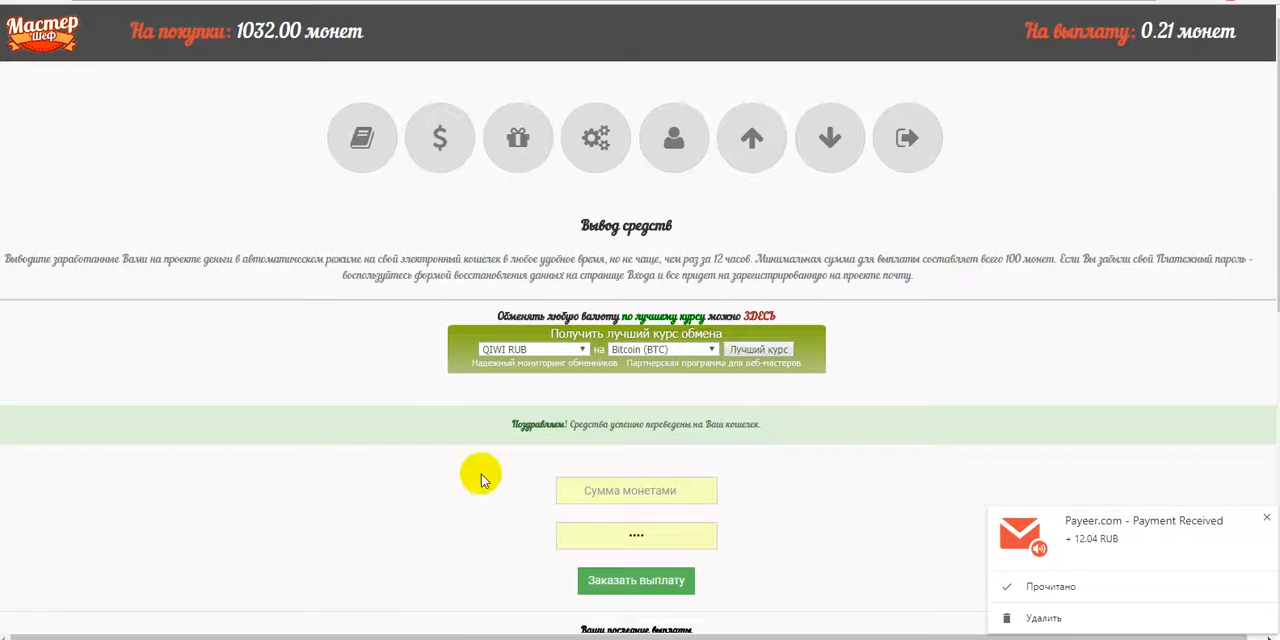 Мастер
Шеф
На покупки: 1032.00 монет
На выплату: 0.21 монет
Вывод средств
Выводите заработанные Вами на проекте деньги в автоматическом режиме на свой электронный кошелек в любое удобное время, но не чаще, чем раз за 12 часов. Минимальная сумма для выплаты составляет всего 100 монет. Если Вы забыли свой Платежный пароль –
воспользуйтесь формой восстановления данных на странице Входа и все придет на зарегистрированную на проекте почту.
Обменять любую валюту по лучшему курсу можно ЗДЕСЬ
Получить лучший курс обмена
QIWI RUB на Bitcoin (BTC) Лучший курс
Надежный мониторинг обменников Партнерская программа для веб-мастеров
Поздравляем! Средства успешно переведены на Ваш кошелек.
Сумма монетами
••••
Заказать выплату
Ваши последние выплаты.
Payeer.com - Payment Received
+ 12.04 RUB
Прочитано
Удалить